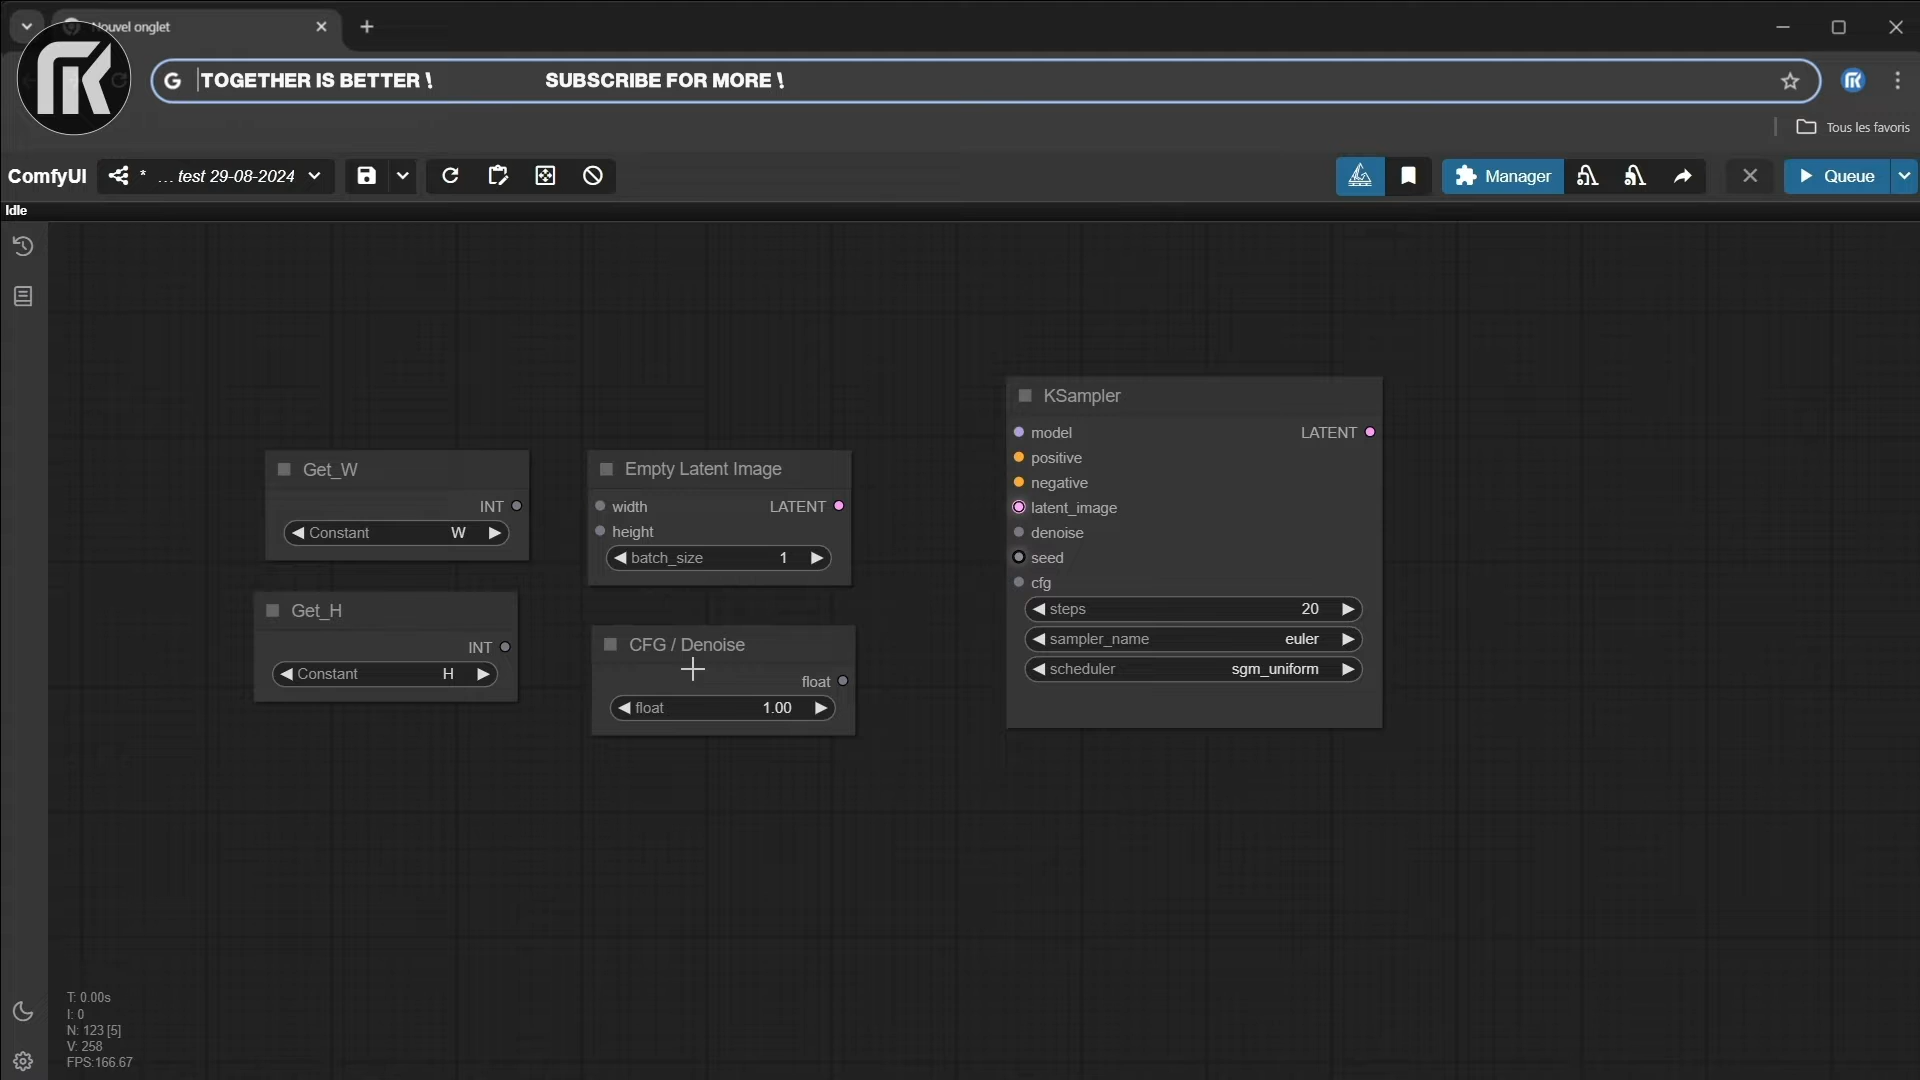 Nouvel onglet
TOGETHER IS BETTER ! SUBSCRIBE FOR MORE !
Tous les favoris
ComfyUI
* ... test 29-08-2024
Manager
Queue
Idle
KSampler
model LATENT
positive
negative
latent_image
denoise
seed
cfg
steps 20
sampler_name euler
scheduler sgm_uniform
Get_W
INT
Constant W
Empty Latent Image
width LATENT
height
batch_size 1
Get_H
INT
Constant H
CFG / Denoise
float
float 1.00
T: 0.00s
I: 0
N: 123 [5]
V: 258
FPS:166.67